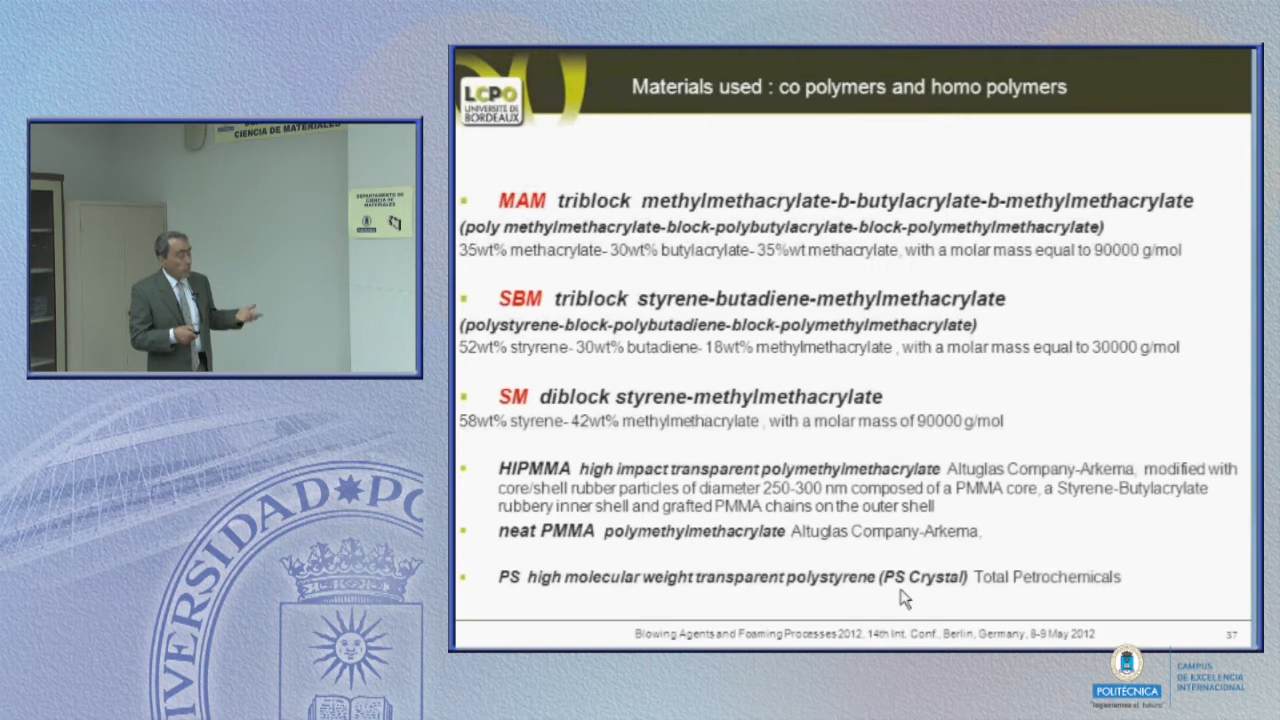 CIENCIA DE MATERIALES
DEPARTAMENTO DE
CIENCIA DE
MATERIALES
LCPO
UNIVERSITÉ DE
BORDEAUX
Materials used : co polymers and homo polymers
MAM triblock methylmethacrylate-b-butylacrylate-b-methylmethacrylate
(poly methylmethacrylate-block-polybutylacrylate-block-polymethylmethacrylate)
35wt% methacrylate- 30wt% butylacrylate- 35%wt methacrylate, with a molar mass equal to 90000 g/mol
SBM triblock styrene-butadiene-methylmethacrylate
(polystyrene-block-polybutadiene-block-polymethylmethacrylate)
52wt% stryrene- 30wt% butadiene- 18wt% methylmethacrylate , with a molar mass equal to 30000 g/mol
SM diblock styrene-methylmethacrylate
58wt% styrene- 42wt% methylmethacrylate , with a molar mass of 90000 g/mol
HIPMMA high impact transparent polymethylmethacrylate Altuglas Company-Arkema, modified with
core/shell rubber particles of diameter 250-300 nm composed of a PMMA core, a Styrene-Butylacrylate
rubbery inner shell and grafted PMMA chains on the outer shell
neat PMMA polymethylmethacrylate Altuglas Company-Arkema,
PS high molecular weight transparent polystyrene (PS Crystal) Total Petrochemicals
Blowing Agents and Foaming Processes 2012, 14th Int. Conf., Berlin, Germany, 8-9 May 2012
37
UNIVERSIDAD PO
POLITÉCNICA
"Ingeniamos el futuro"
CAMPUS
DE EXCELENCIA
INTERNACIONAL